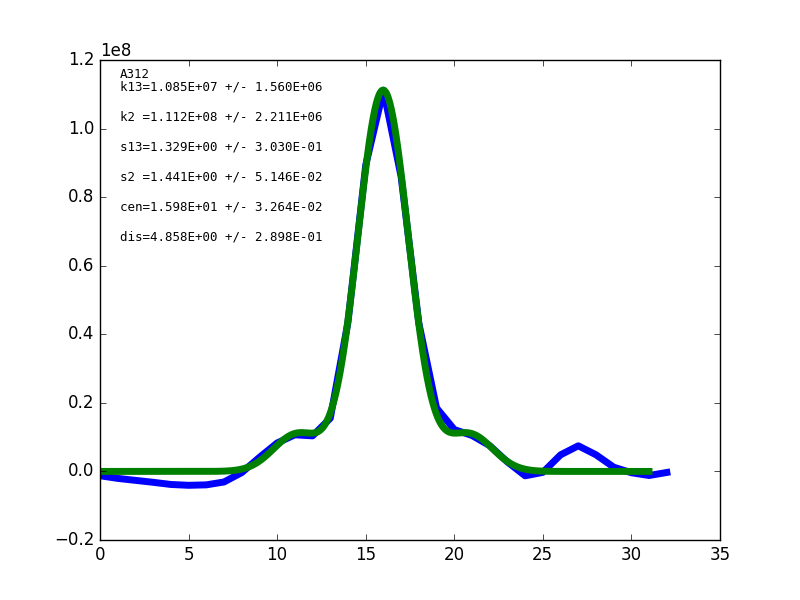 1e8
A312
k13=1.085E+07 +/- 1.560E+06
k2 =1.112E+08 +/- 2.211E+06
s13=1.329E+00 +/- 3.030E-01
s2 =1.441E+00 +/- 5.146E-02
cen=1.598E+01 +/- 3.264E-02
dis=4.858E+00 +/- 2.898E-01
1.2
1.0
0.8
0.6
0.4
0.2
0.0
−0.2
0 5 10 15 20 25 30 35